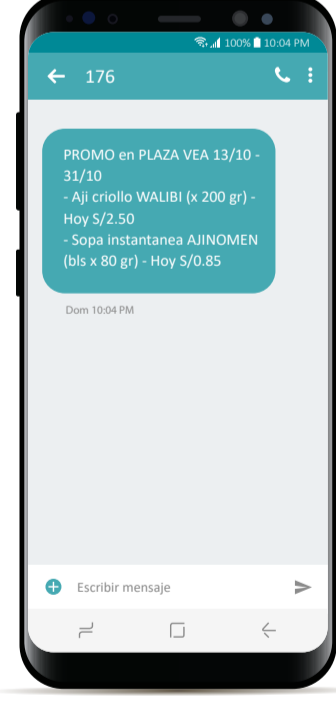 100% 10:04 PM
176
PROMO en PLAZA VEA 13/10 -
31/10
- Aji criollo WALIBI (x 200 gr) -
Hoy S/2.50
- Sopa instantanea AJINOMEN
(bls x 80 gr) - Hoy S/0.85
Dom 10:04 PM
Escribir mensaje